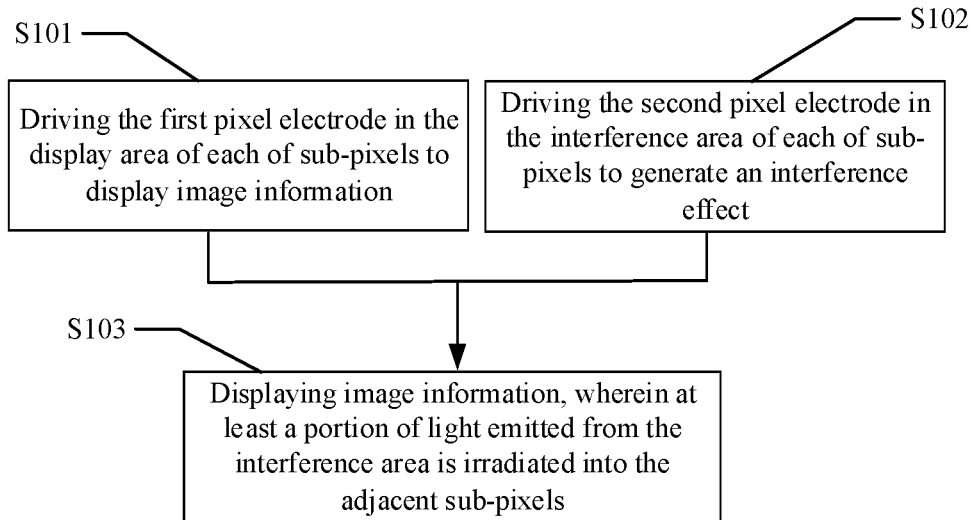 S101
S102
Driving the first pixel electrode in the
display area of each of sub-pixels to
display image information
Driving the second pixel electrode in
the interference area of each of sub-
pixels to generate an interference
effect
S103
Displaying image information, wherein at
least a portion of light emitted from the
interference area is irradiated into the
adjacent sub-pixels